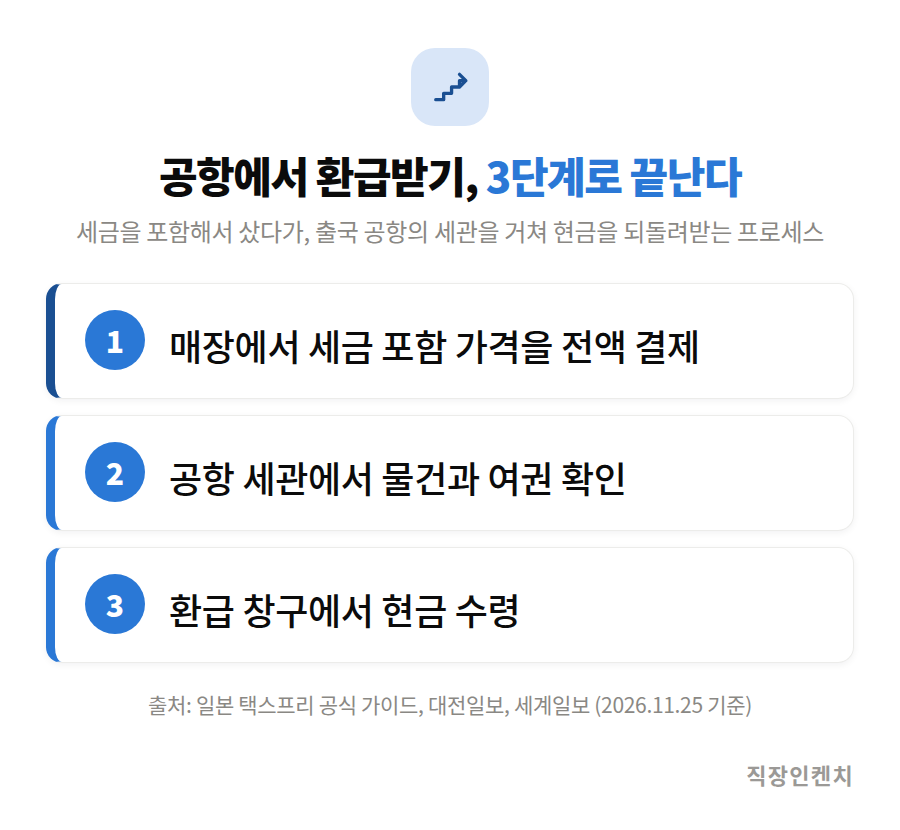 공항에서 환급받기, 3단계로 끝난다
세금을 포함해서 샀다가, 출국 공항의 세관을 거쳐 현금을 되돌려받는 프로세스
1 매장에서 세금 포함 가격을 전액 결제
2 공항 세관에서 물건과 여권 확인
3 환급 창구에서 현금 수령
출처: 일본 택스프리 공식 가이드, 대전일보, 세계일보 (2026.11.25 기준)
직장인켄치